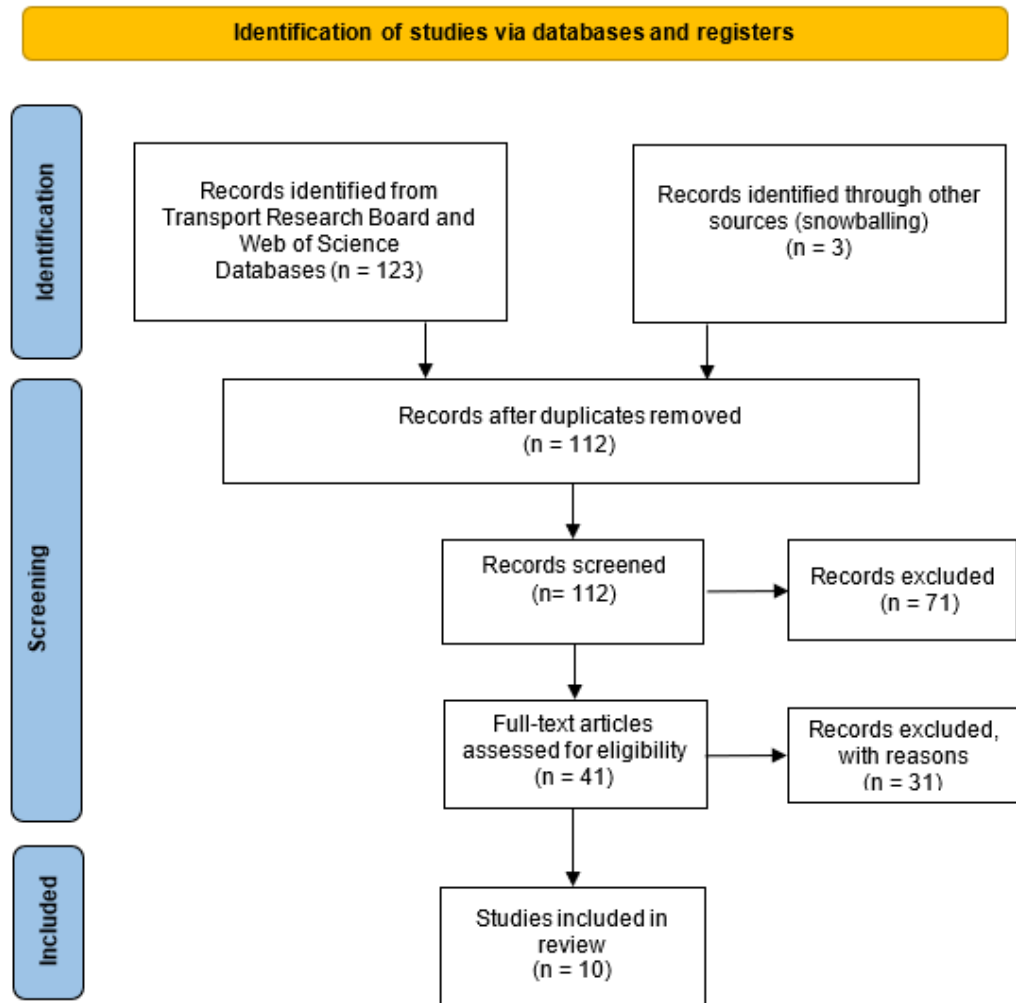 Identification of studies via databases and registers
Identification
Records identified from
Transport Research Board and
Web of Science
Databases (n = 123)
Records identified through other
sources (snowballing)
(n = 3)
Screening
Records after duplicates removed
(n = 112)
Records screened
(n= 112)
Records excluded
(n = 71)
Full-text articles
assessed for eligibility
(n = 41)
Records excluded,
with reasons
(n = 31)
Included
Studies included in
review
(n = 10)